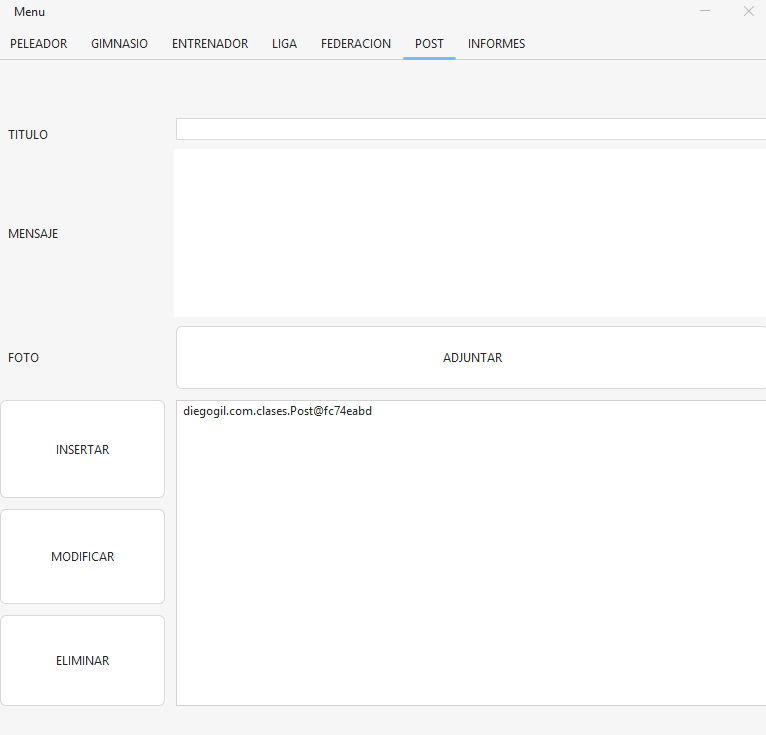 Menu
PELEADOR GIMNASIO ENTRENADOR LIGA FEDERACION POST INFORMES
TITULO
MENSAJE
FOTO ADJUNTAR
diegogil.com.clases.Post@fc74eabd
INSERTAR
MODIFICAR
ELIMINAR